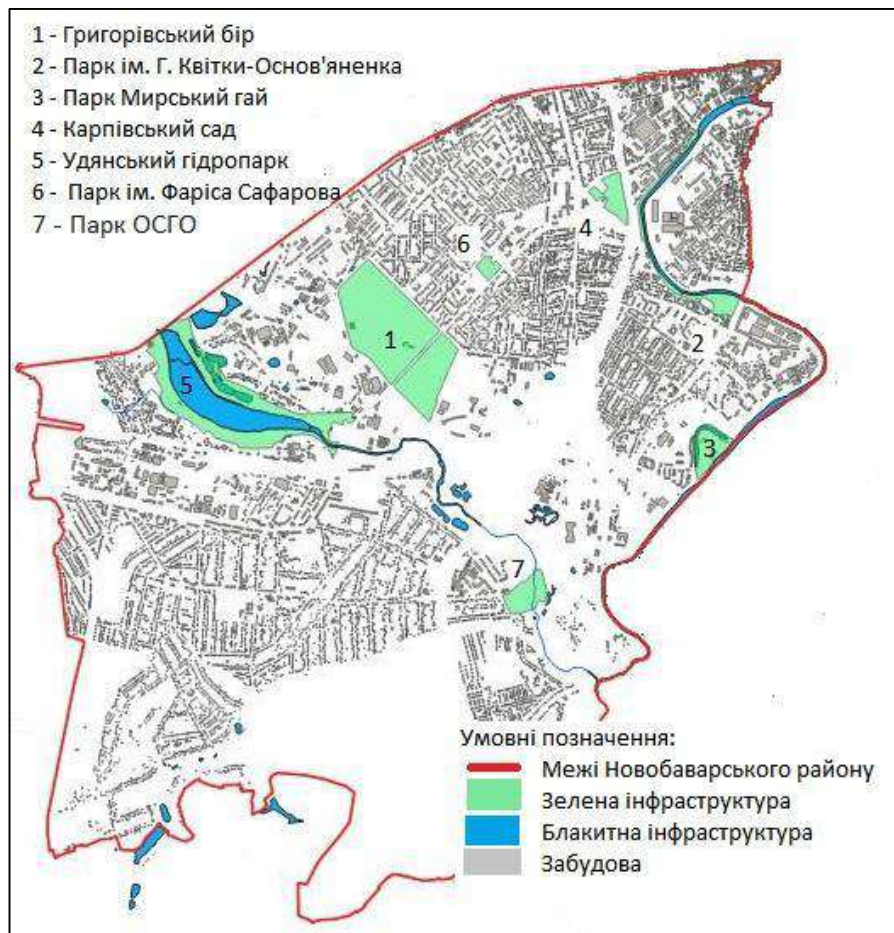 1 - Григорівський бір
2 - Парк ім. Г. Квітки-Основ'яненка
3 - Парк Мирський гай
4 - Карпівський сад
5 - Удянський гідропарк
6 - Парк ім. Фаріса Сафарова
7 - Парк ОСГО
4
6
1
2
5
3
7
Умовні позначення:
Межі Новобаварського району
Зелена інфраструктура
Блакитна інфраструктура
Забудова